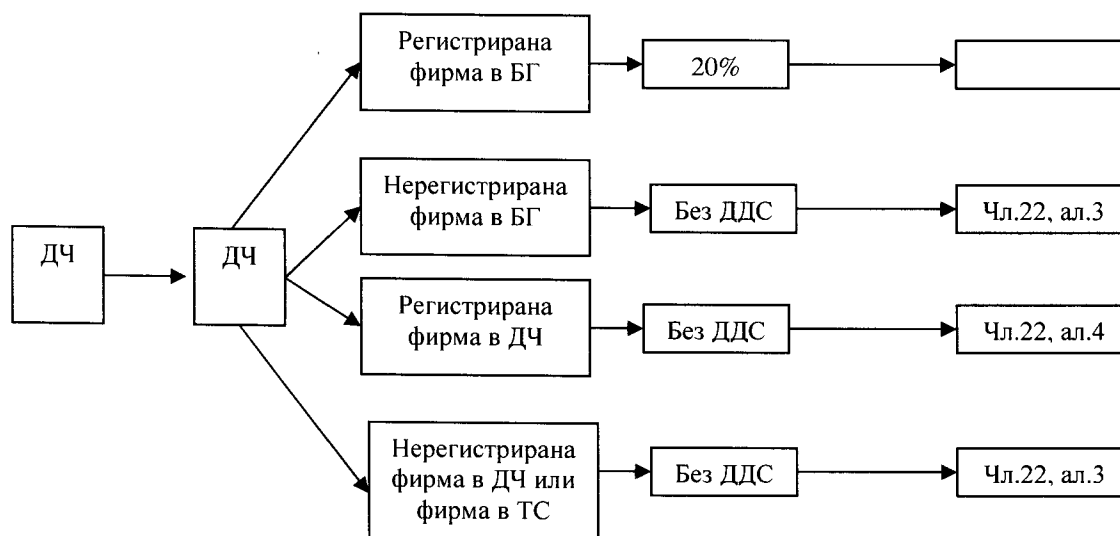 Регистрирана
фирма в БГ
20%
Нерегистрирана
фирма в БГ
Без ДДС
Чл.22, ал.3
ДЧ
ДЧ
Регистрирана
фирма в ДЧ
Без ДДС
Чл.22, ал.4
Нерегистрирана
фирма в ДЧ или
фирма в ТС
Без ДДС
Чл.22, ал.3